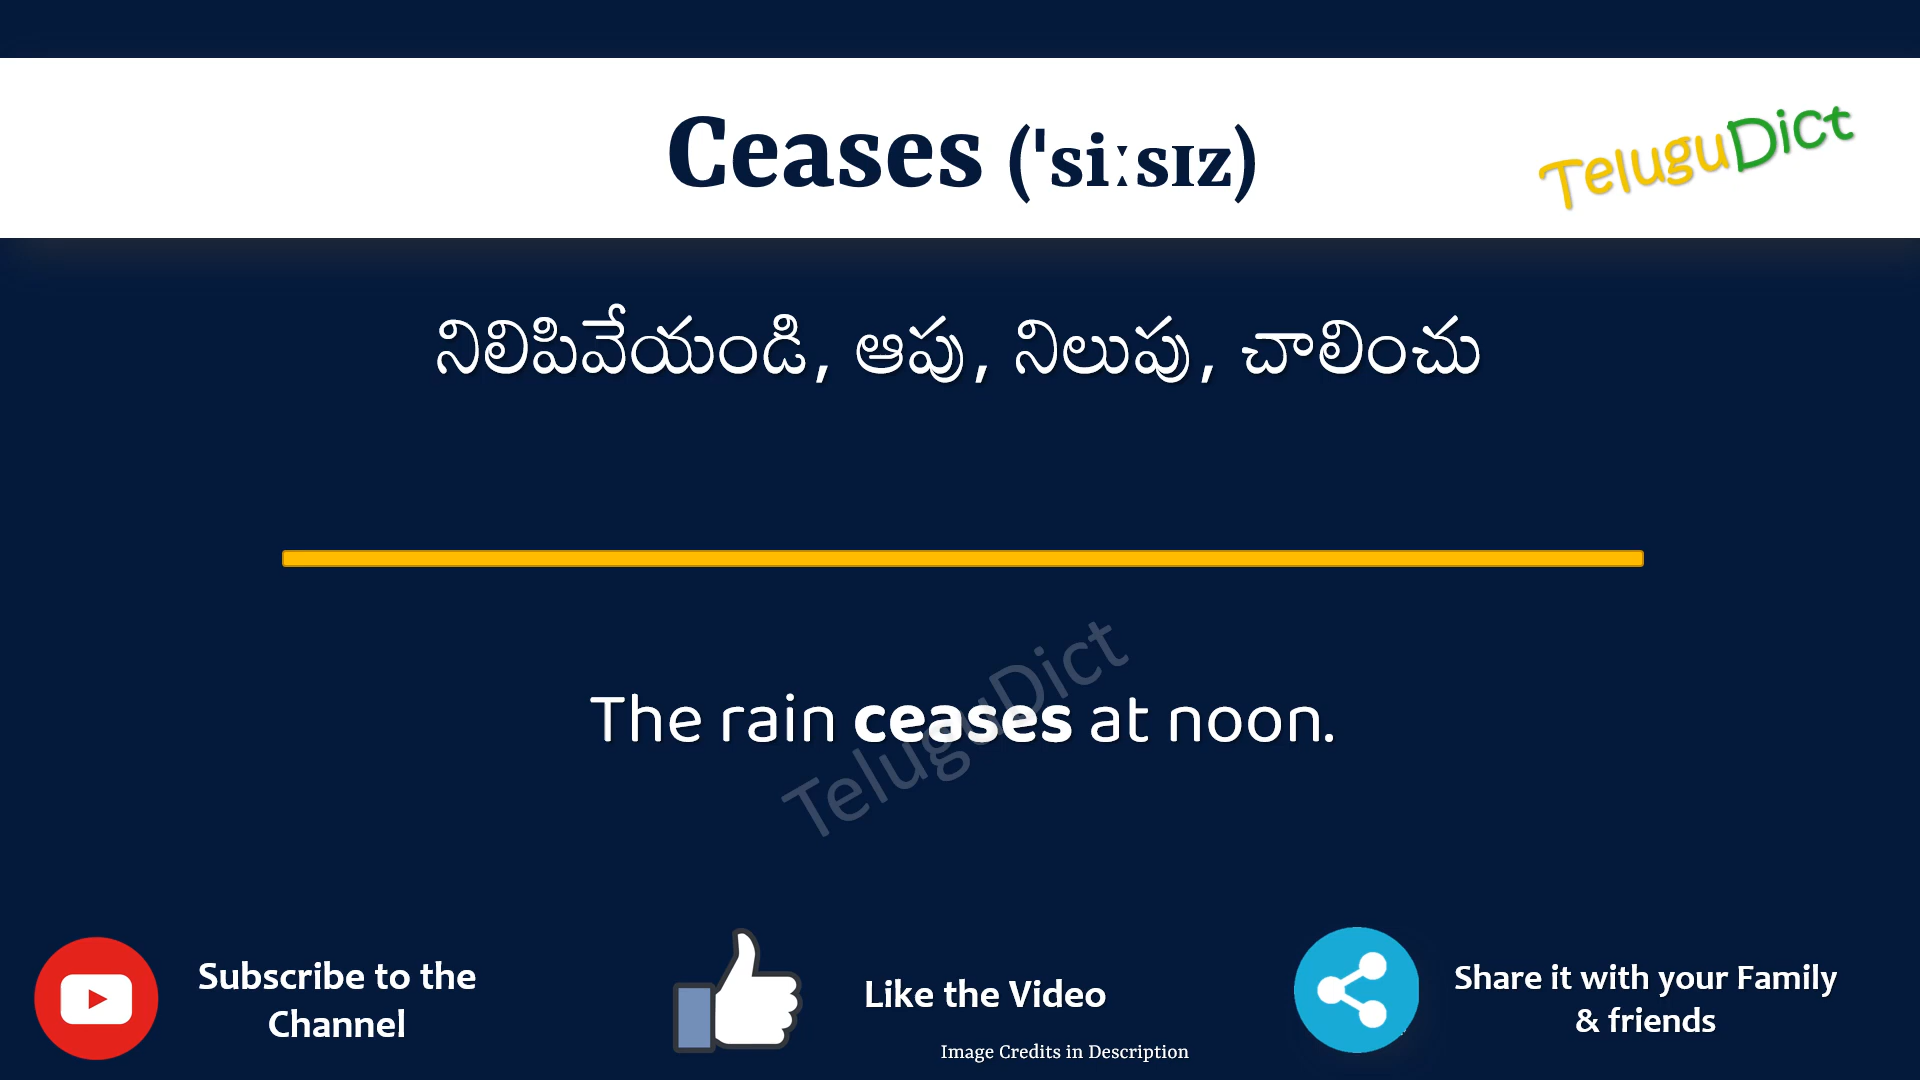 Ceases (ˈsiːsɪz)
TeluguDict
నిలిపివేయండి, ఆపు, నిలుపు, చాలించు
The rain ceases at noon.
TeluguDict
Subscribe to the
Channel
Like the Video
Share it with your Family
& friends
Image Credits in Description